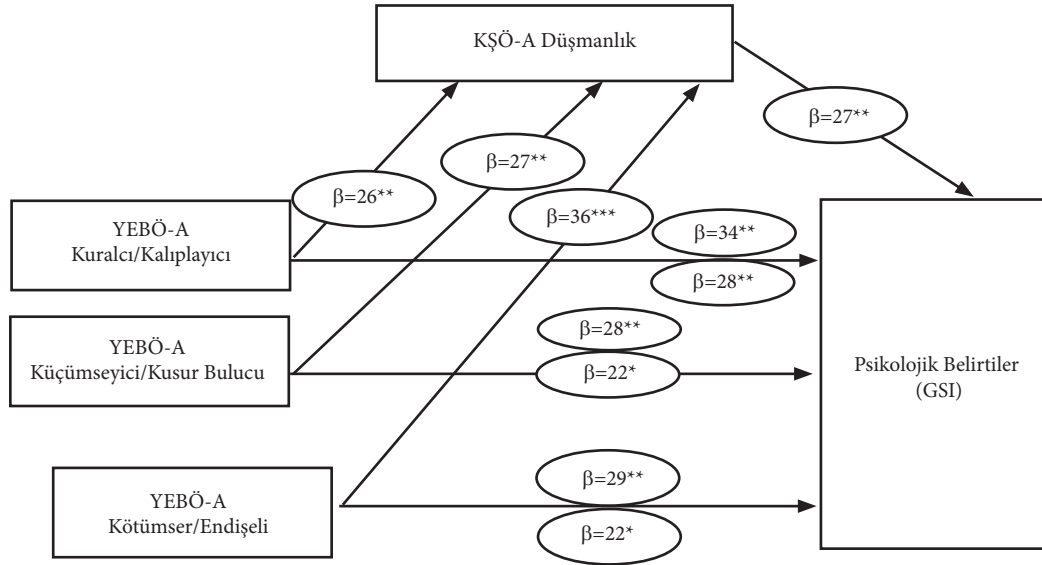 KŞÖ-A Düşmanlık
β=27**
β=27**
β=26**
β=36***
YEBÖ-A
Kuralcı/Kalıplayıcı
β=34**
β=28**
YEBÖ-A
Küçümseyici/Kusur Bulucu
β=28**
β=22*
Psikolojik Belirtiler
(GSI)
YEBÖ-A
Kötümser/Endişeli
β=29**
β=22*